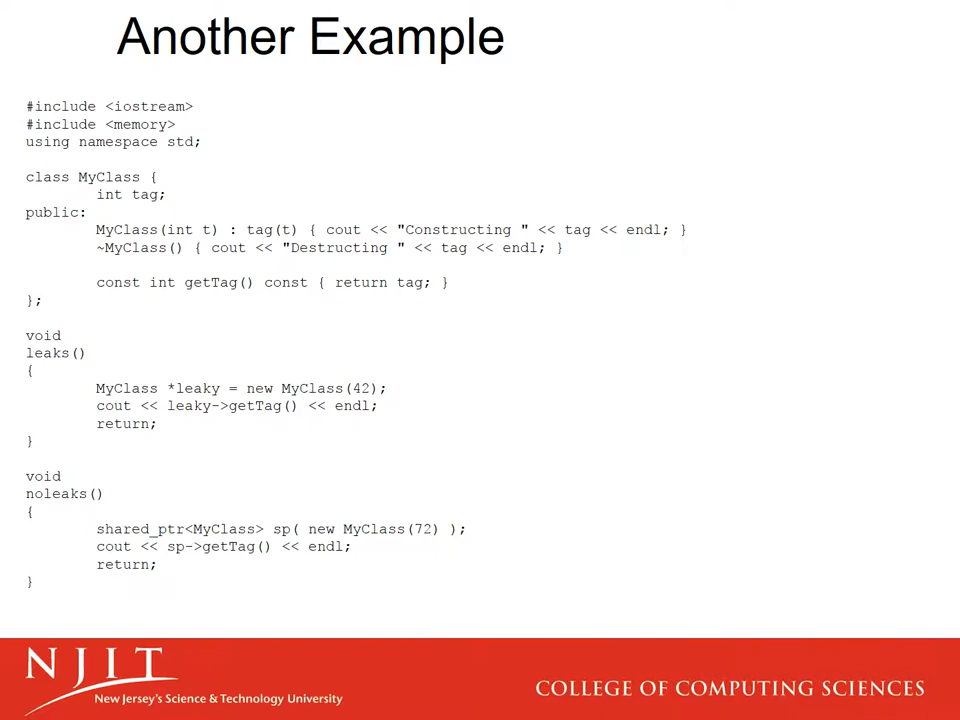 Another Example
#include <iostream>
#include <memory>
using namespace std;
class MyClass {
int tag;
public:
MyClass(int t) : tag(t) { cout << "Constructing " << tag << endl; }
~MyClass() { cout << "Destructing " << tag << endl; }
const int getTag() const { return tag; }
};
void
leaks()
{
MyClass *leaky = new MyClass(42);
cout << leaky->getTag() << endl;
return;
}
void
noleaks()
{
shared_ptr<MyClass> sp( new MyClass(72) );
cout << sp->getTag() << endl;
return;
}
NJIT
New Jersey's Science & Technology University
COLLEGE OF COMPUTING SCIENCES